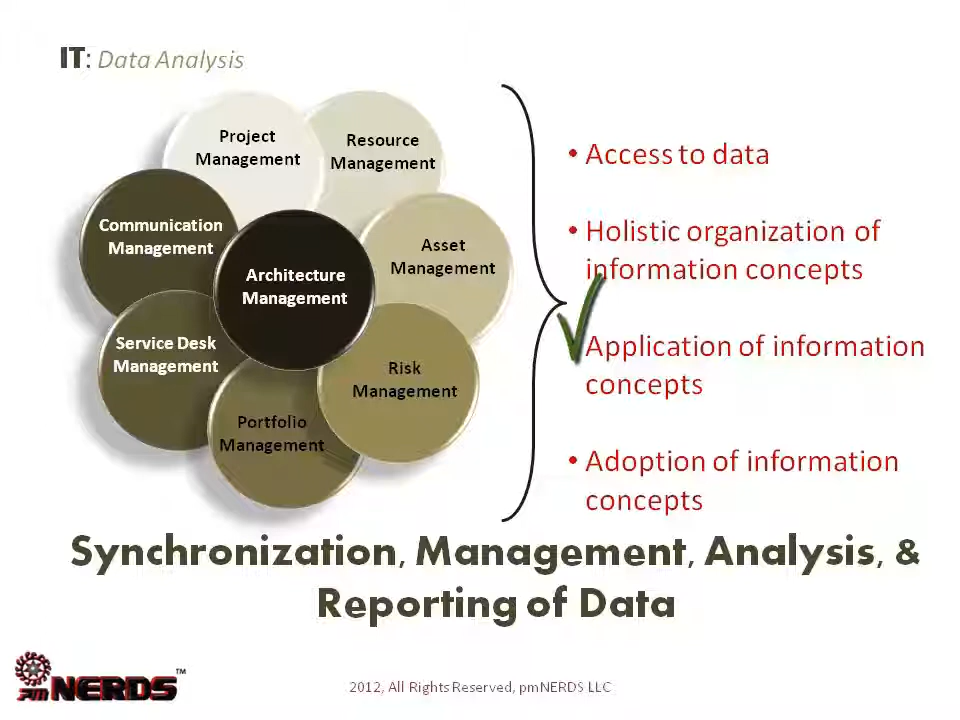 IT: Data Analysis
Project
Management
Resource
Management
Communication
Management
Architecture
Management
Asset
Management
Service Desk
Management
Risk
Management
Portfolio
Management
• Access to data
• Holistic organization of
information concepts
Application of information
concepts
• Adoption of information
concepts
Synchronization, Management, Analysis, &
Reporting of Data
pmNERDS™
2012, All Rights Reserved, pmNERDS LLC